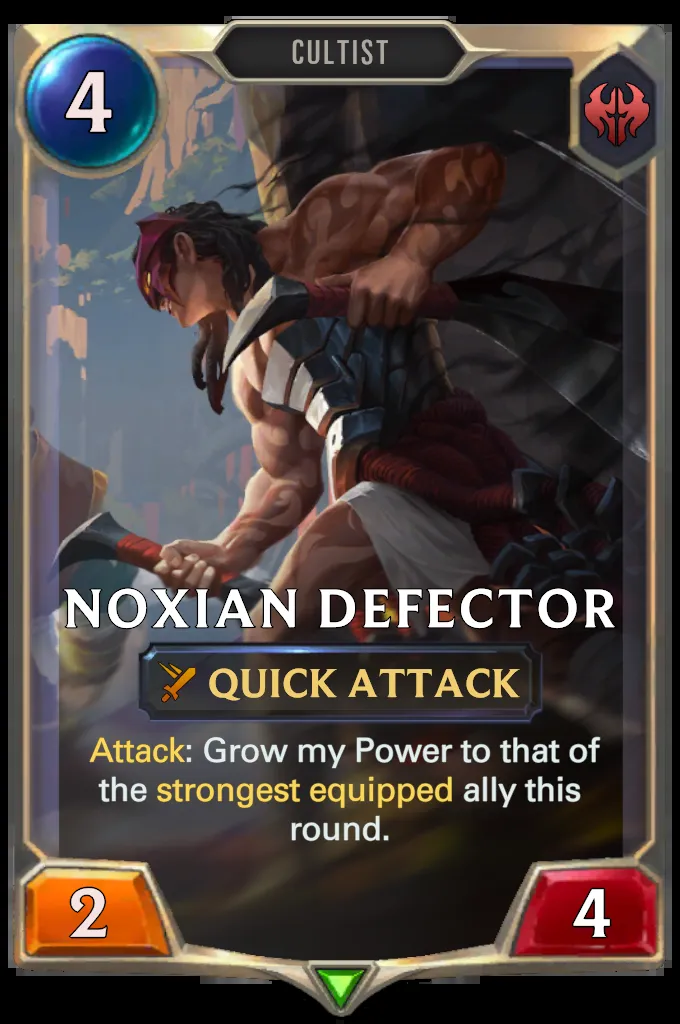 CULTIST
4
NOXIAN DEFECTOR
QUICK ATTACK
Attack: Grow my Power to that of
the strongest equipped ally this
round.
2
4